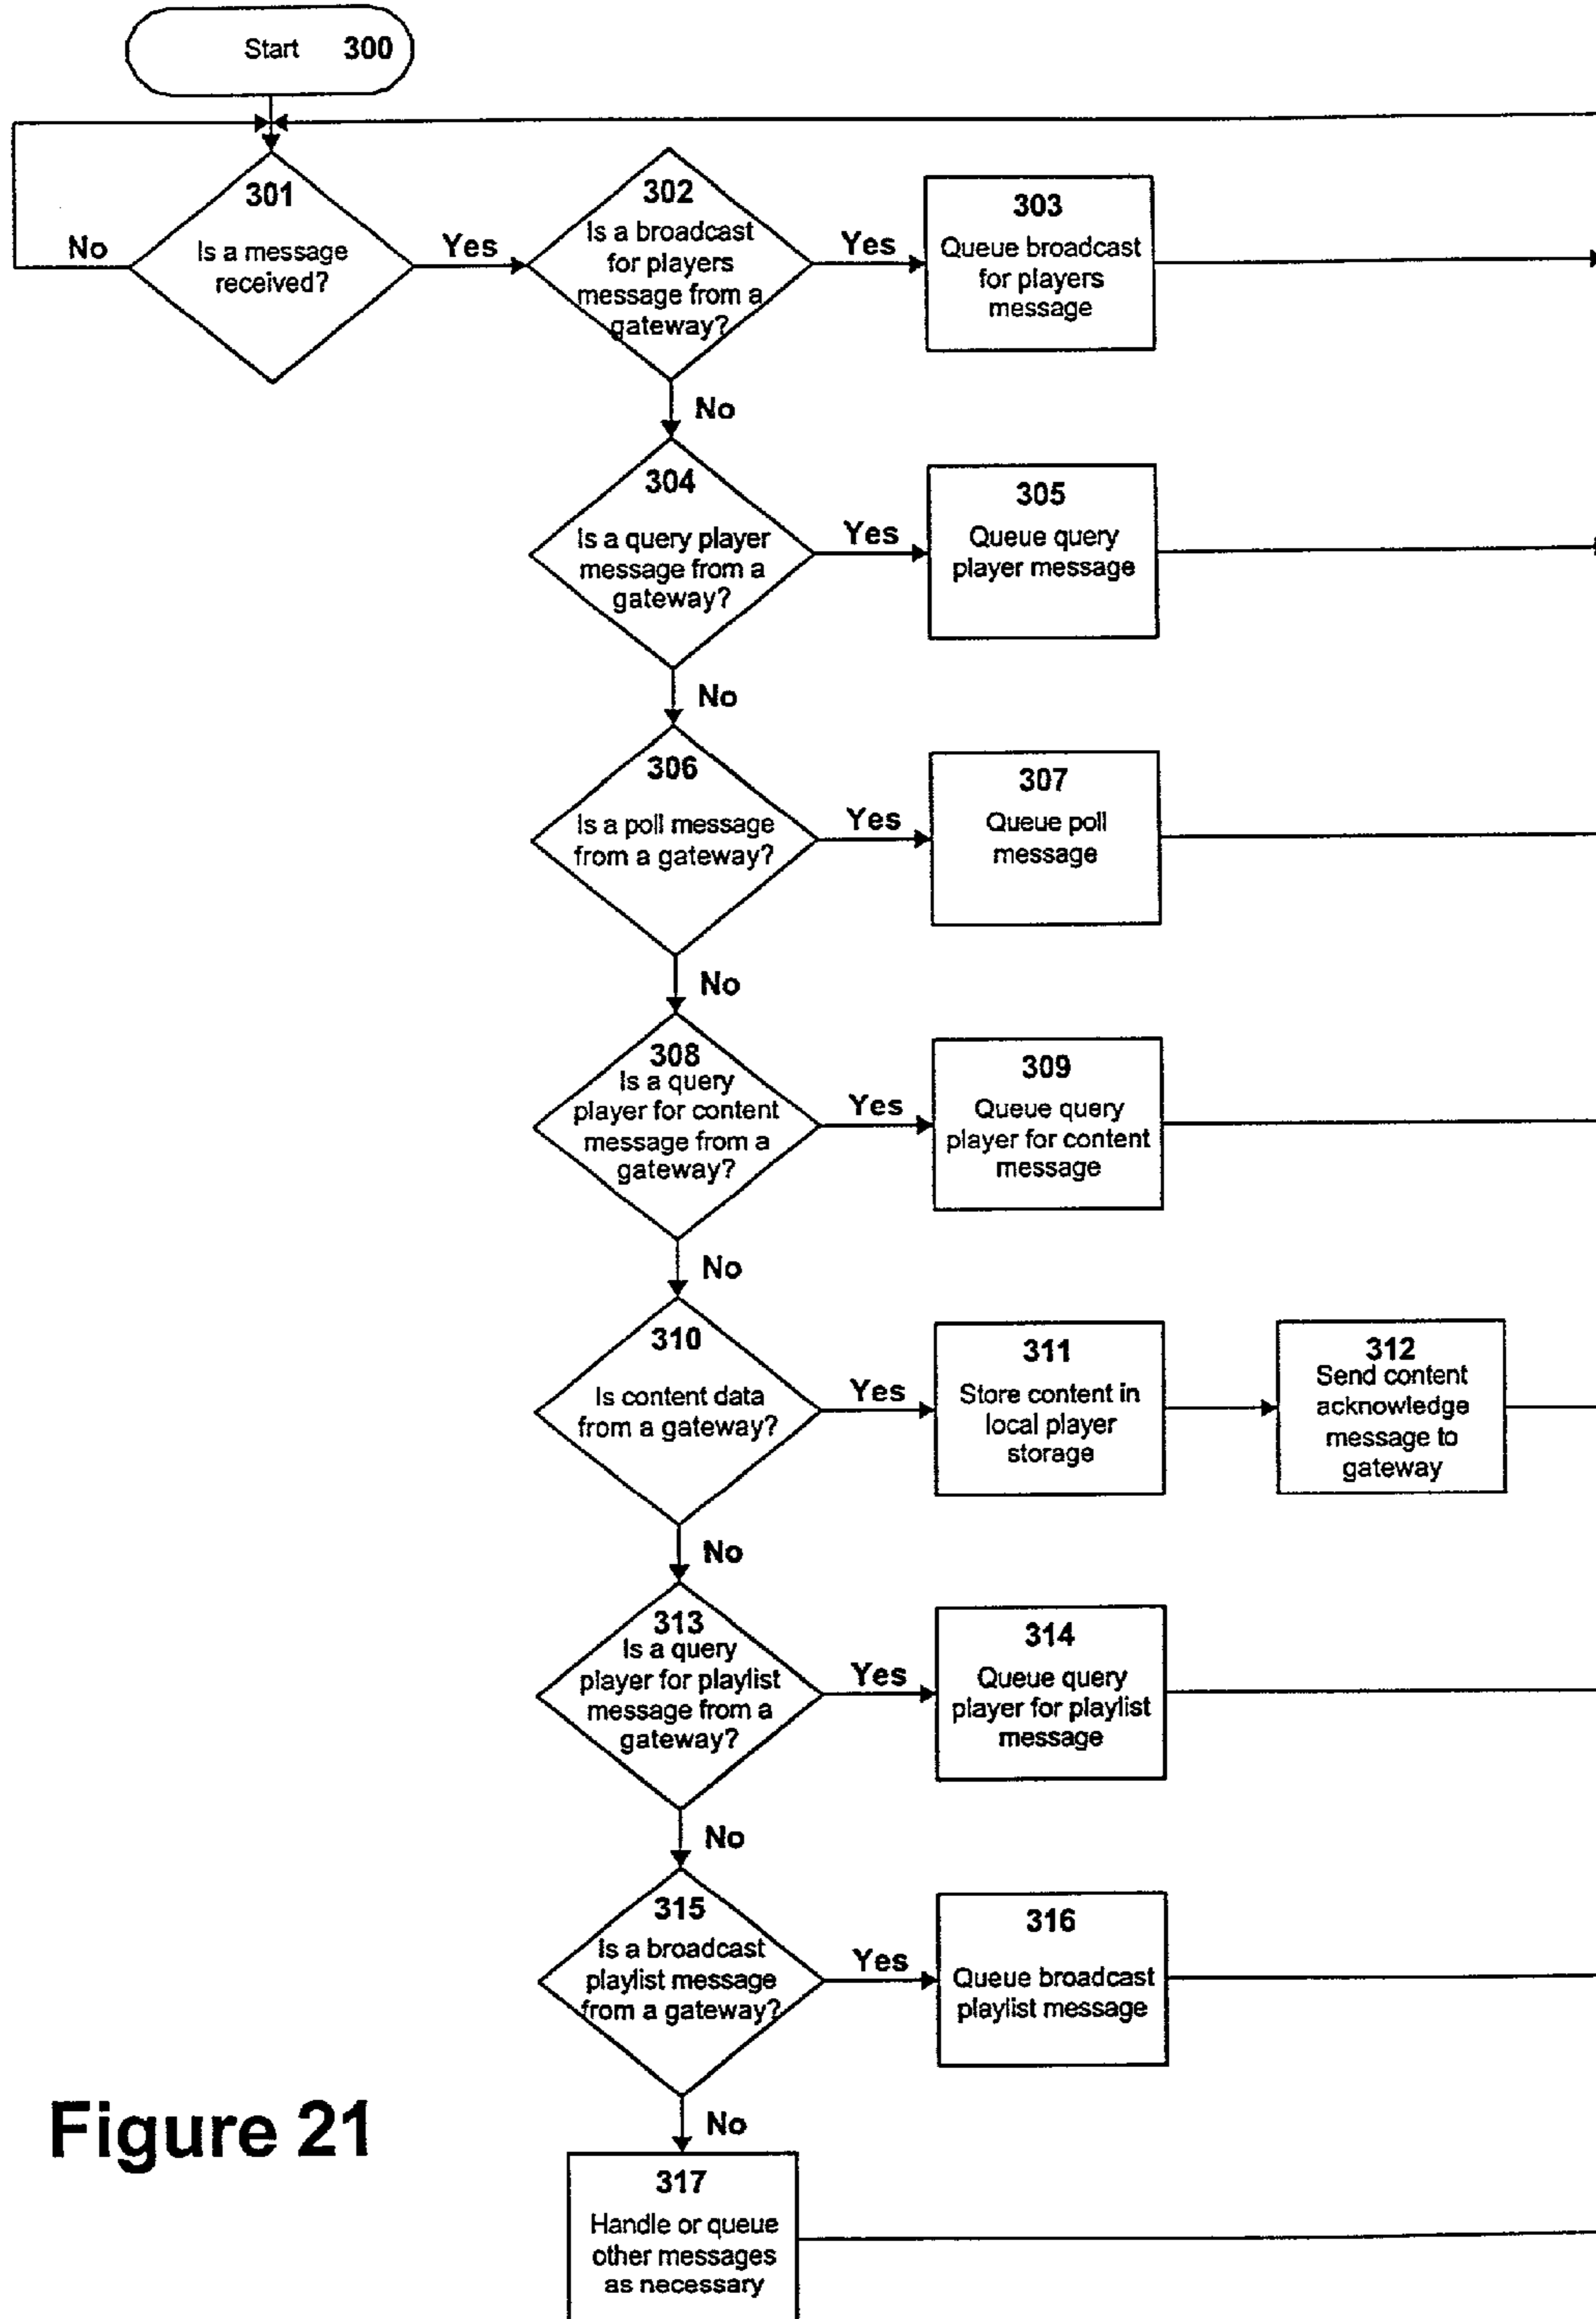 Start 300
301
Is a message
received?
No
Yes
302
Is a broadcast
for players
message from a
gateway?
Yes
303
Queue broadcast
for players
message
No
304
Is a query player
message from a
gateway?
Yes
305
Queue query
player message
No
306
Is a poll message
from a gateway?
Yes
307
Queue poll
message
No
308
Is a query
player for content
message from a
gateway?
Yes
309
Queue query
player for content
message
No
310
Is content data
from a gateway?
Yes
311
Store content in
local player
storage
312
Send content
acknowledge
message to
gateway
No
313
Is a query
player for playlist
message from a
gateway?
Yes
314
Queue query
player for playlist
message
No
315
Is a broadcast
playlist message
from a gateway?
Yes
316
Queue broadcast
playlist message
No
317
Handle or queue
other messages
as necessary
Figure 21